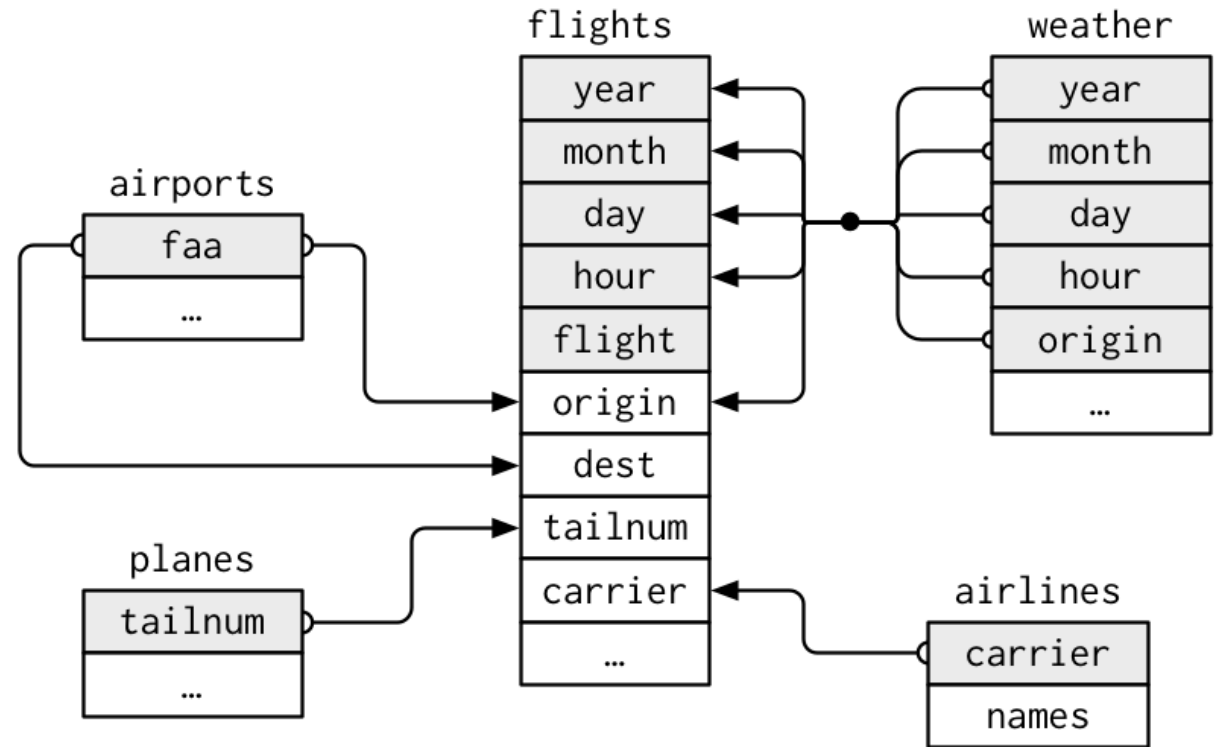 flights
year
month
day
hour
flight
origin
dest
tailnum
carrier
…
weather
year
month
day
hour
origin
…
airports
faa
…
planes
tailnum
…
airlines
carrier
names